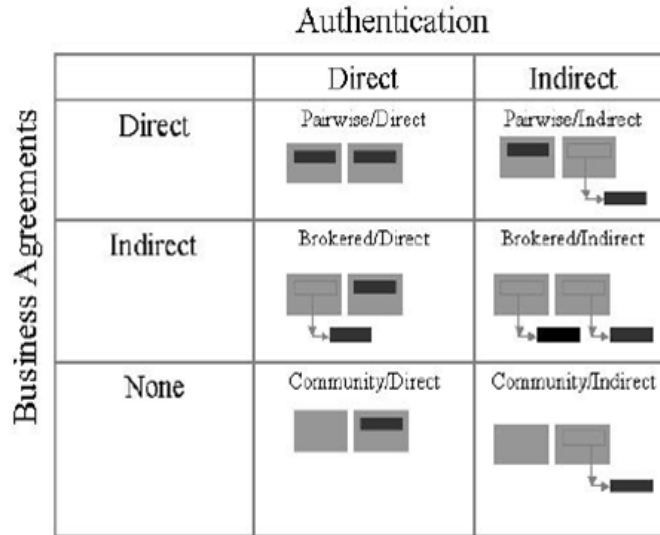 Authentication
Direct Indirect
Business Agreements
Direct Pairwise/Direct Pairwise/Indirect
Indirect Brokered/Direct Brokered/Indirect
None Community/Direct Community/Indirect